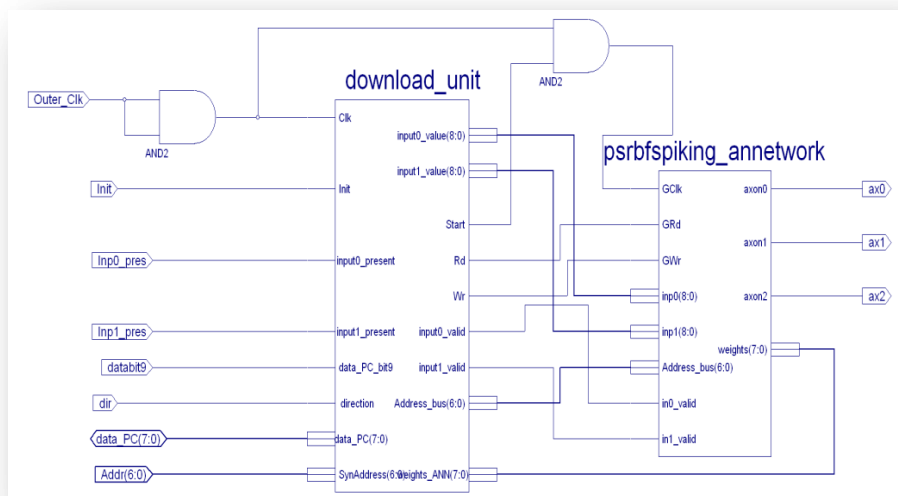 AND2
download_unit
Outer_Clk
AND2
psrbfspiking_annetwork
Clk
input0_value(8:0)
input1_value(8:0)
Init
Init
Start
input0_present
Inp0_pres
Rd
Wr
Inp1_pres
input1_present
input0_valid
databit9
data_PC_bit9
input1_valid
dir
direction
Address_bus(6:0)
data_PC(7:0)
data_PC(7:0)
Addr(6:0)
SynAddress(6:0)
weights_ANN(7:0)
GClk
axon0
ax0
GRd
axon1
ax1
GWr
inp0(8:0)
axon2
ax2
inp1(8:0)
weights(7:0)
Address_bus(6:0)
in0_valid
in1_valid